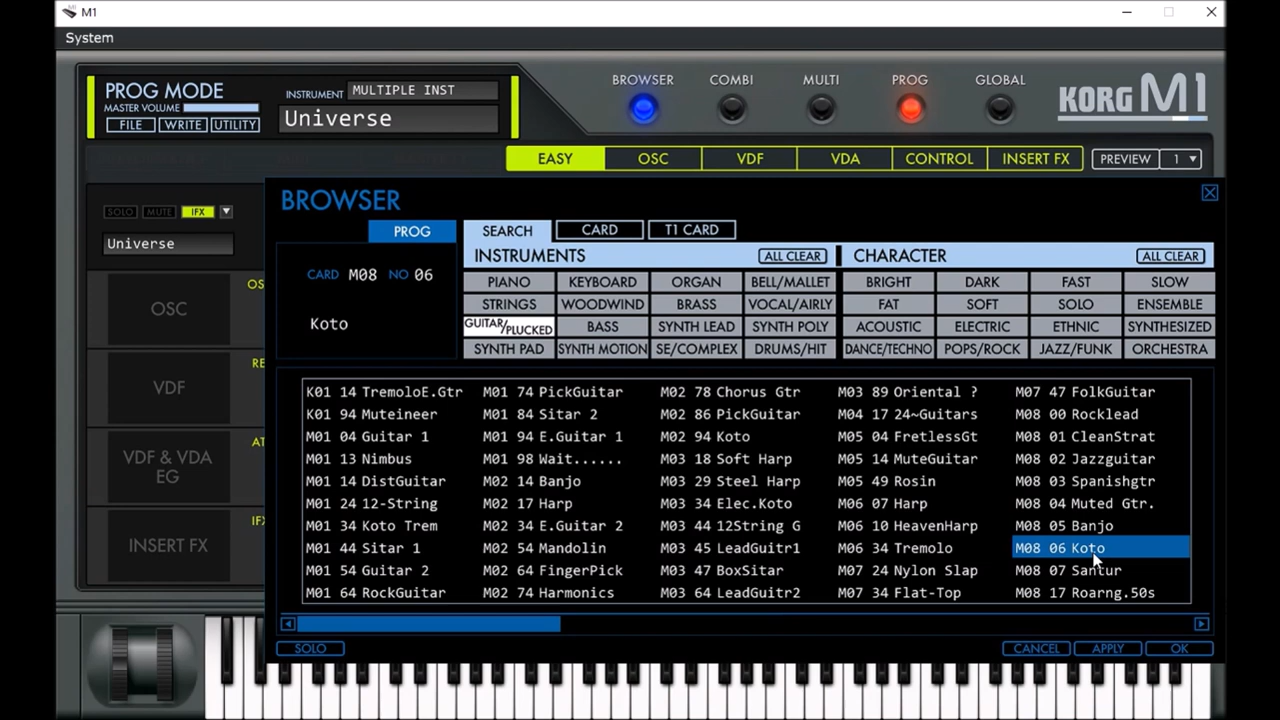 M1
System
PROG MODE
MASTER VOLUME
FILE WRITE UTILITY
INSTRUMENT MULTIPLE INST
Universe
BROWSER COMBI MULTI PROG GLOBAL
KORG M1
EASY OSC VDF VDA CONTROL INSERT FX PREVIEW 1
SOLO MUTE IFX
Universe
OSC
OS
VDF
RE
VDF & VDA
EG
AT
INSERT FX
IF
BROWSER
PROG
CARD M08 NO 06
Koto
SEARCH CARD T1 CARD
INSTRUMENTS ALL CLEAR CHARACTER ALL CLEAR
PIANO KEYBOARD ORGAN BELL/MALLET BRIGHT DARK FAST SLOW
STRINGS WOODWIND BRASS VOCAL/AIRLY FAT SOFT SOLO ENSEMBLE
GUITAR/PLUCKED BASS SYNTH LEAD SYNTH POLY ACOUSTIC ELECTRIC ETHNIC SYNTHESIZED
SYNTH PAD SYNTH MOTION SE/COMPLEX DRUMS/HIT DANCE/TECHNO POPS/ROCK JAZZ/FUNK ORCHESTRA
K01 14 TremoloE.Gtr M01 74 PickGuitar M02 78 Chorus Gtr M03 89 Oriental ? M07 47 FolkGuitar
K01 94 Muteineer M01 84 Sitar 2 M02 86 PickGuitar M04 17 24~Guitars M08 00 Rocklead
M01 04 Guitar 1 M01 94 E.Guitar 1 M02 94 Koto M05 04 FretlessGt M08 01 CleanStrat
M01 13 Nimbus M01 98 Wait...... M03 18 Soft Harp M05 14 MuteGuitar M08 02 Jazzguitar
M01 14 DistGuitar M02 14 Banjo M03 29 Steel Harp M05 49 Rosin M08 03 Spanishgtr
M01 24 12-String M02 17 Harp M03 34 Elec.Koto M06 07 Harp M08 04 Muted Gtr.
M01 34 Koto Trem M02 34 E.Guitar 2 M03 44 12String G M06 10 HeavenHarp M08 05 Banjo
M01 44 Sitar 1 M02 54 Mandolin M03 45 LeadGuitr1 M06 34 Tremolo M08 06 Koto
M01 54 Guitar 2 M02 64 FingerPick M03 47 BoxSitar M07 24 Nylon Slap M08 07 Santur
M01 64 RockGuitar M02 74 Harmonics M03 64 LeadGuitr2 M07 34 Flat-Top M08 17 Roarng.50s
SOLO CANCEL APPLY OK